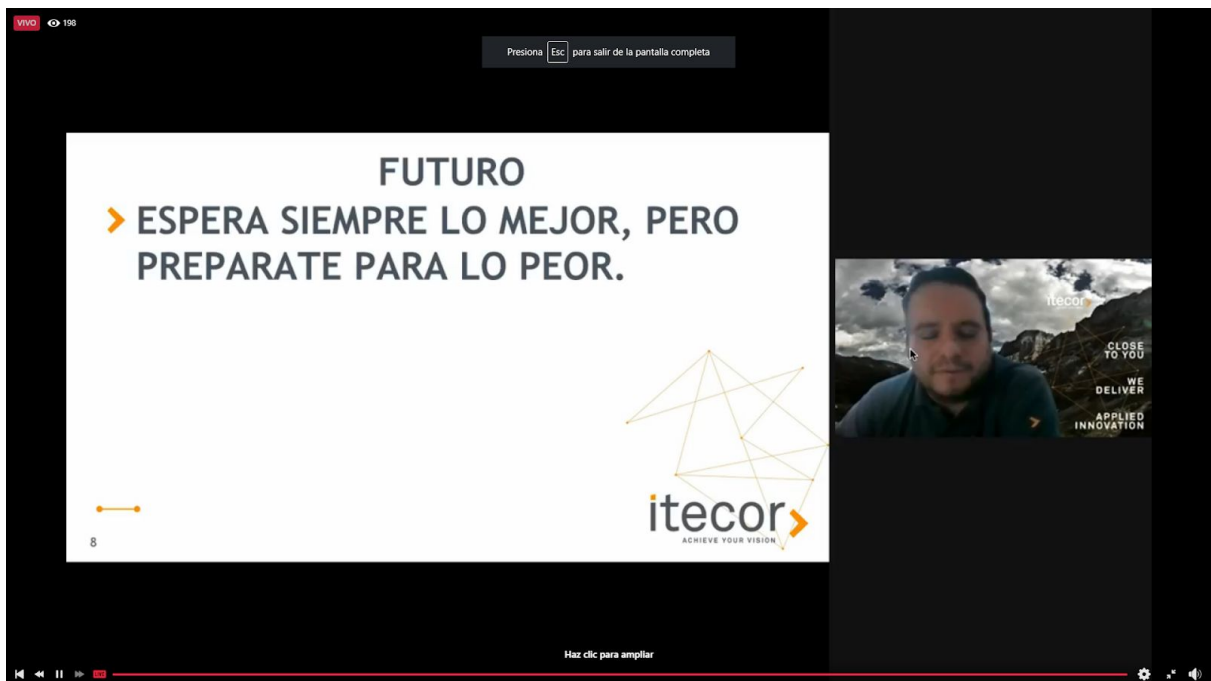 VIVO 198
Presiona Esc para salir de la pantalla completa
FUTURO
ESPERA SIEMPRE LO MEJOR, PERO
PREPARATE PARA LO PEOR.
itecor
ACHIEVE YOUR VISION
8
itecor
CLOSE
TO YOU
WE
DELIVER
APPLIED
INNOVATION
Haz clic para ampliar